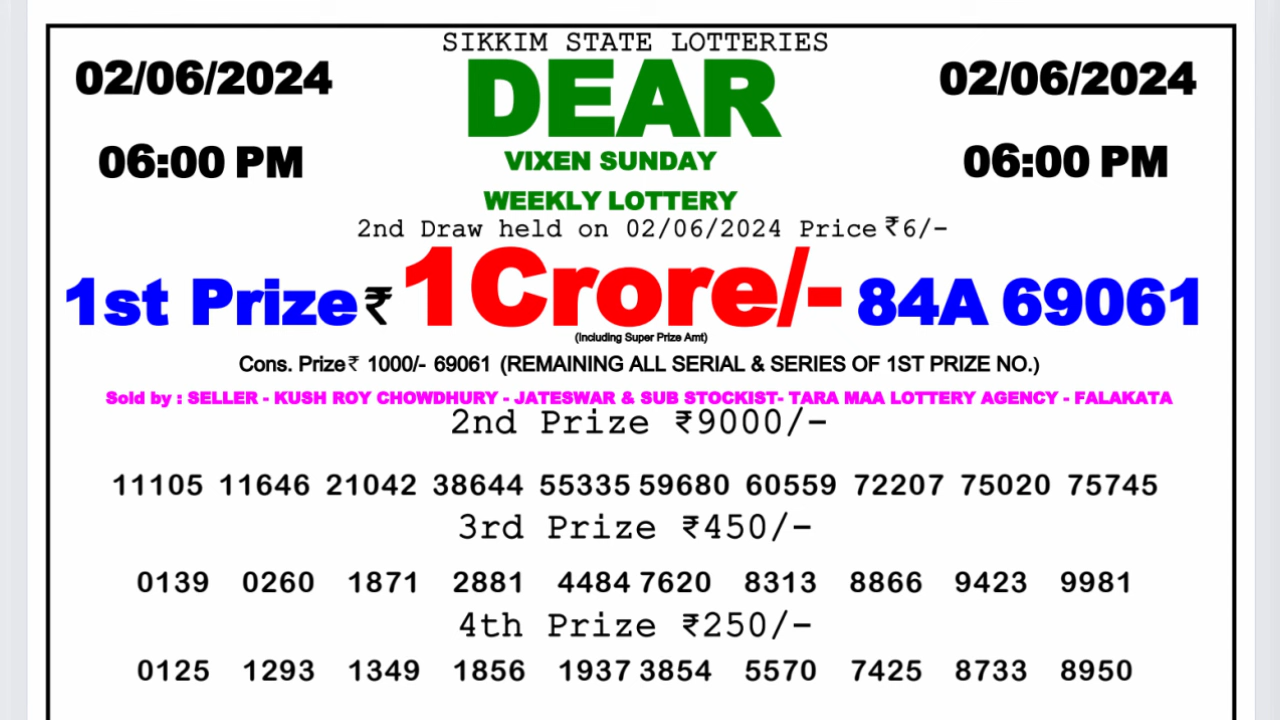 SIKKIM STATE LOTTERIES
02/06/2024 DEAR 02/06/2024
06:00 PM VIXEN SUNDAY 06:00 PM
WEEKLY LOTTERY
2nd Draw held on 02/06/2024 Price ₹6/-
1st Prize ₹ 1Crore/- 84A 69061
(Including Super Prize Amt)
Cons. Prize ₹ 1000/- 69061 (REMAINING ALL SERIAL & SERIES OF 1ST PRIZE NO.)
Sold by : SELLER - KUSH ROY CHOWDHURY - JATESWAR & SUB STOCKIST- TARA MAA LOTTERY AGENCY - FALAKATA
2nd Prize ₹9000/-
11105 11646 21042 38644 55335 59680 60559 72207 75020 75745
3rd Prize ₹450/-
0139 0260 1871 2881 4484 7620 8313 8866 9423 9981
4th Prize ₹250/-
0125 1293 1349 1856 1937 3854 5570 7425 8733 8950